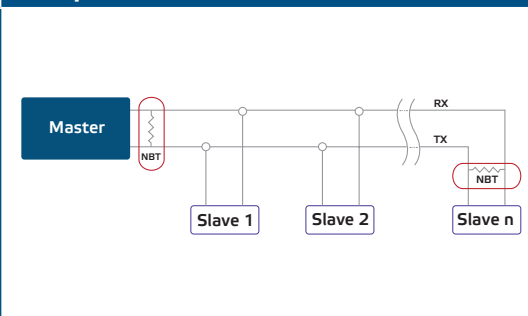 RX
Master
TX
NBT
NBT
Slave 1
Slave 2
Slave n